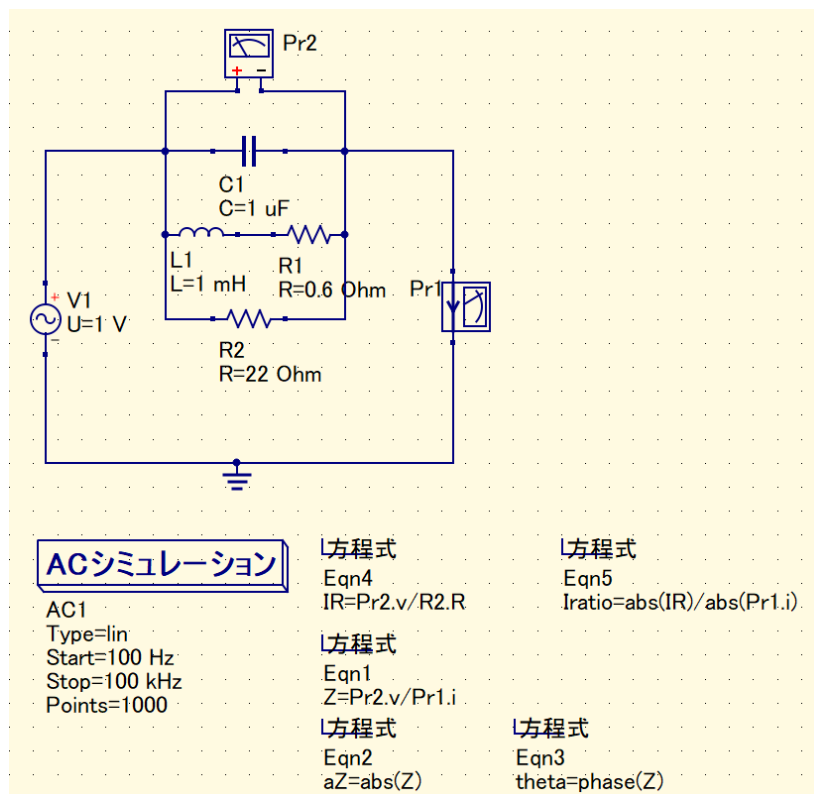 Pr2
+ −
C1
C=1 uF
L1
L=1 mH
R1
R=0.6 Ohm
Pr1
+
V1
U=1 V
−
R2
R=22 Ohm
ACシミュレーション
AC1
Type=lin
Start=100 Hz
Stop=100 kHz
Points=1000
方程式
Eqn4
IR=Pr2.v/R2.R
方程式
Eqn5
Iratio=abs(IR)/abs(Pr1.i)
方程式
Eqn1
Z=Pr2.v/Pr1.i
方程式
Eqn2
aZ=abs(Z)
方程式
Eqn3
theta=phase(Z)